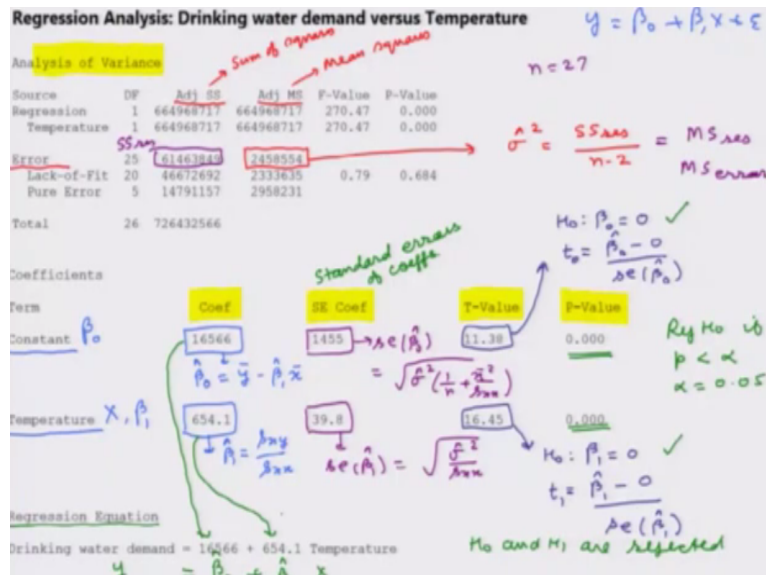 Regression Analysis: Drinking water demand versus Temperature
y = β₀ + β₁ x + ε
Sum of squares
Mean squares
Analysis of Variance
n = 27
Source DF Adj SS Adj MS F-Value P-Value
Regression 1 664968717 664968717 270.47 0.000
Temperature 1 664968717 664968717 270.47 0.000
SSres
Error 25 61463849 2458554
σ̂² = SSres / n-2 = MSres
MSerror
Lack-of-Fit 20 46672692 2333635 0.79 0.684
Pure Error 5 14791157 2958231
Total 26 726432566
H₀: β₀ = 0 ✓
t₀ = β̂₀ - 0 / se(β̂₀)
Standard errors
of coeffs
Coefficients
Term Coef SE Coef T-Value P-Value
Constant β₀ 16566 1455 → se(β̂₀) 11.38 0.000
β̂₀ = ȳ - β̂₁ x̄
= √σ̂²(1/n + x̄²/Sxx)
Rej H₀ if
p < α
α = 0.05
Temperature X, β₁ 654.1 39.8 16.45 0.000
β̂₁ = Sxy / Sxx
se(β̂₁) = √σ̂²/Sxx
H₀: β₁ = 0 ✓
t₁ = β̂₁ - 0 / se(β̂₁)
Regression Equation
Drinking water demand = 16566 + 654.1 Temperature
H₀ and H₁ are rejected
y = β̂₀ + β̂₁ x